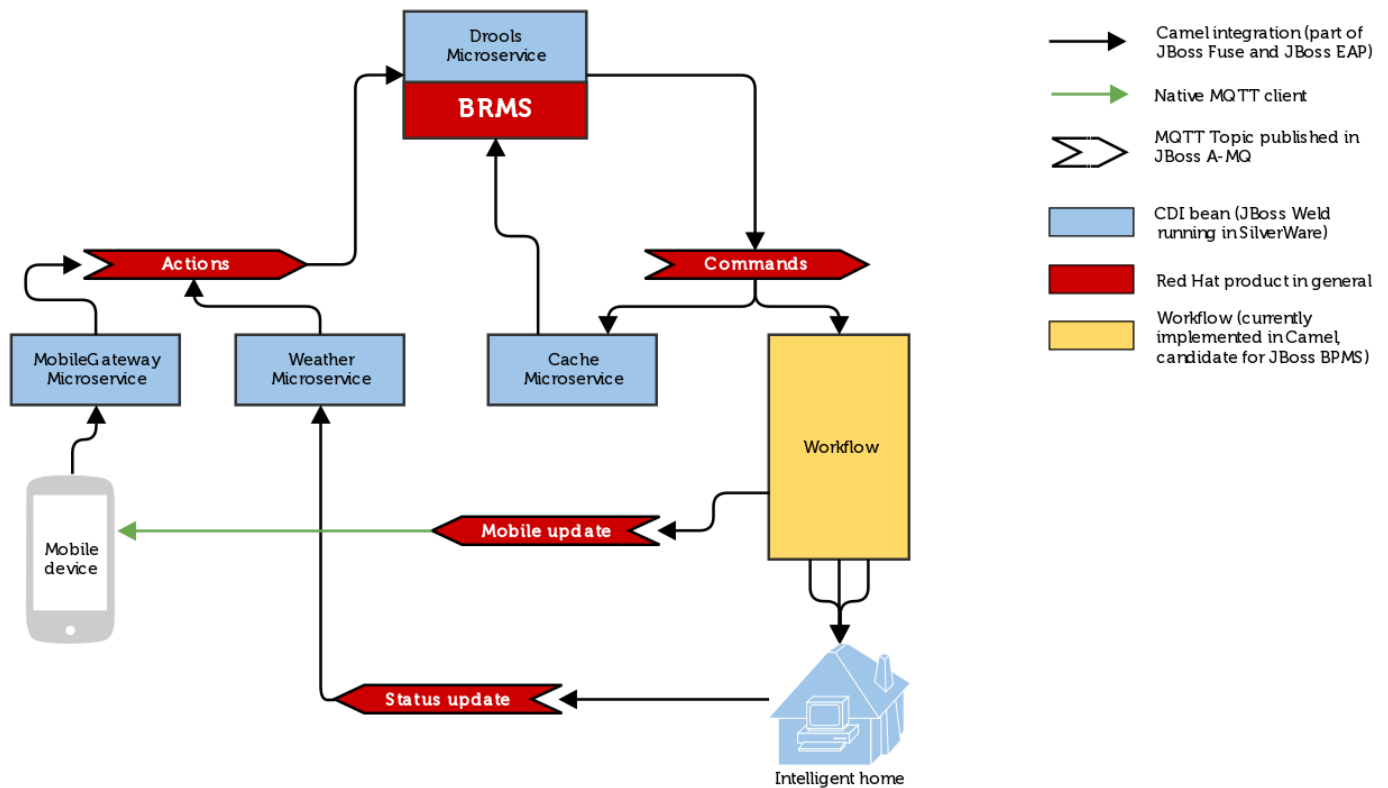 Drools
Microservice
BRMS
Actions
Commands
MobileGateway
Microservice
Weather
Microservice
Cache
Microservice
Workflow
Mobile update
Mobile
device
Status update
Intelligent home
Camel integration (part of
JBoss Fuse and JBoss EAP)
Native MQTT client
MQTT Topic published in
JBoss A-MQ
CDI bean (JBoss Weld
running in SilverWare)
Red Hat product in general
Workflow (currently
implemented in Camel,
candidate for JBoss BPMS)